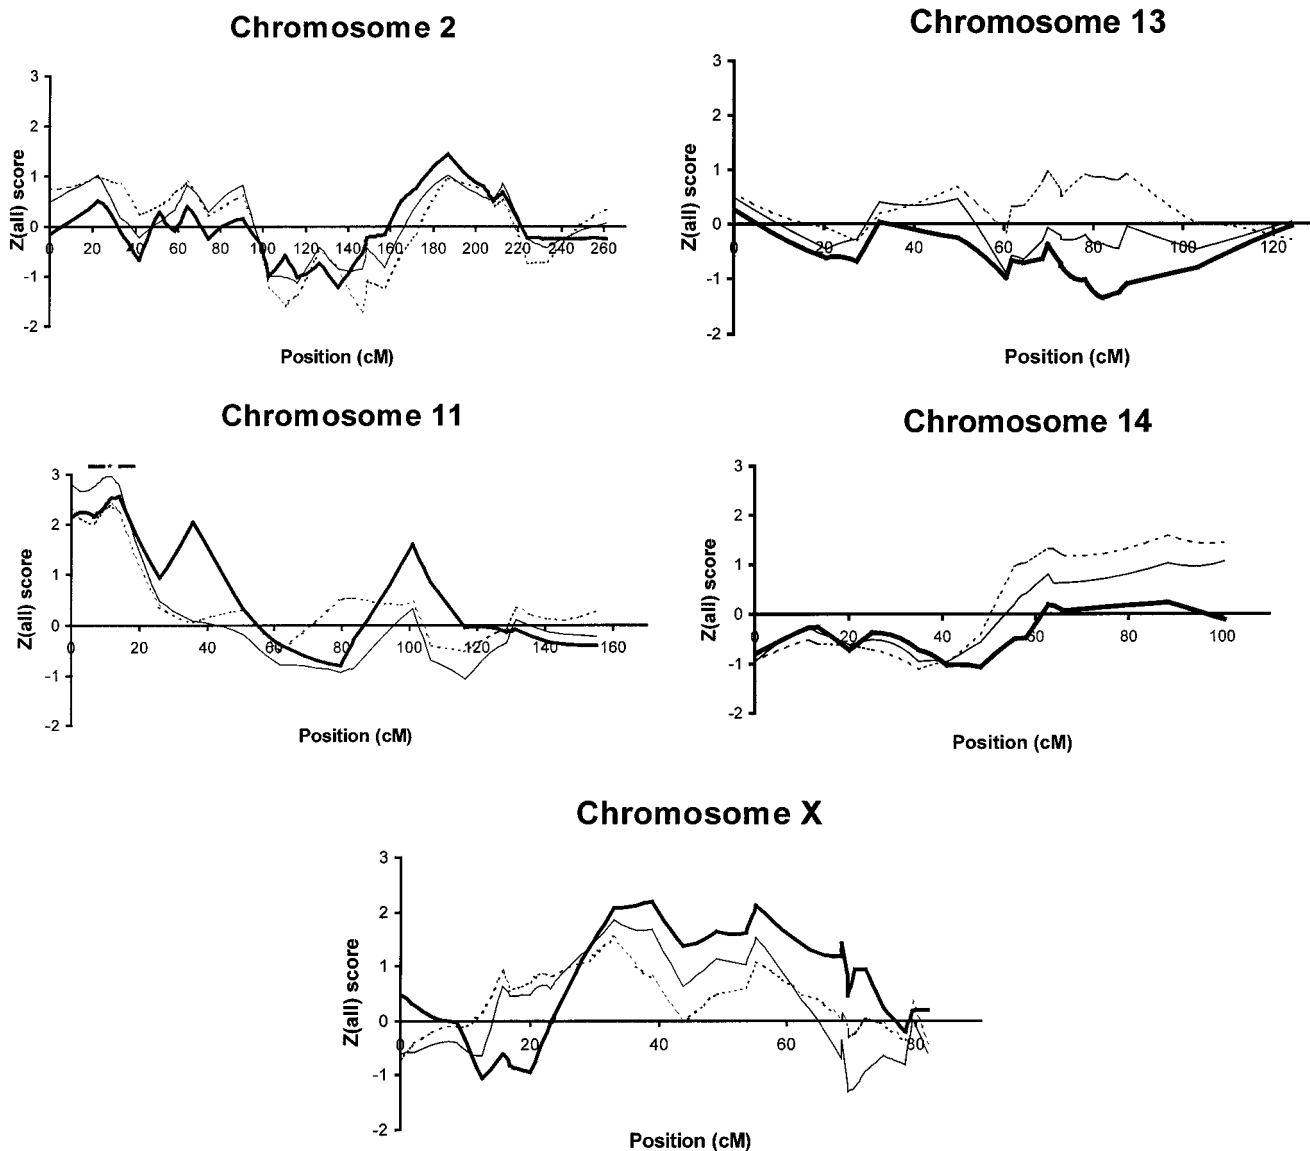 Chromosome 2
3
2
1
0
-1
-2
Z(all) score
0 20 40 60 80 100 120 140 160 180 200 220 240 260
Position (cM)
Chromosome 13
3
2
1
0
-1
-2
Z(all) score
0 20 40 60 80 100 120
Position (cM)
Chromosome 11
3
2
1
0
-1
-2
Z(all) score
0 20 40 60 80 100 120 140 160
Position (cM)
Chromosome 14
3
2
1
0
-1
-2
Z(all) score
0 20 40 60 80 100
Position (cM)
Chromosome X
3
2
1
0
-1
-2
Z(all) score
0 20 40 60 80
Position (cM)